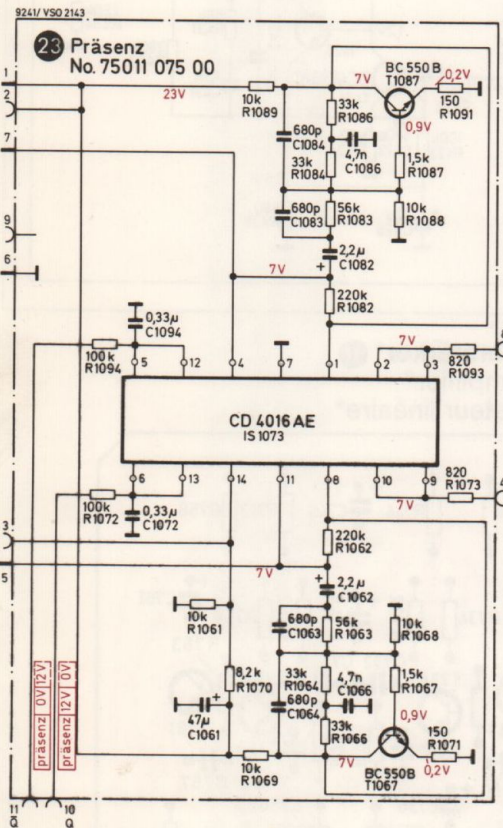 9241/ VSO 2143
23 Präsenz
No. 75011 075 00
1
2
7
9
6
23V
10k
R1089
33k
R1086
7V
BC 550 B
T1087
0,2V
150
R1091
0,9V
680p
C1084
4,7n
C1086
33k
R1084
1,5k
R1087
680p
C1083
56k
R1083
10k
R1088
2,2µ
C1082
7V
220k
R1082
0,33µ
C1094
100k
R1094
7V
820
R1093
5 12 4 7 1 2 3
CD 4016 AE
IS 1073
6 13 14 11 8 10 9
100k
R1072
0,33µ
C1072
820
R1073
4
7V
3
5
220k
R1062
7V
2,2µ
C1062
10k
R1061
680p
C1063
56k
R1063
10k
R1068
8,2k
R1070
33k
R1064
4,7n
C1066
1,5k
R1067
47µ
C1061
680p
C1064
33k
R1066
0,9V
150
R1071
10k
R1069
7V
0,2V
BC 550B
T1067
präsenz 0V 12V
präsenz 12V 0V
11 10
Q̅ Q